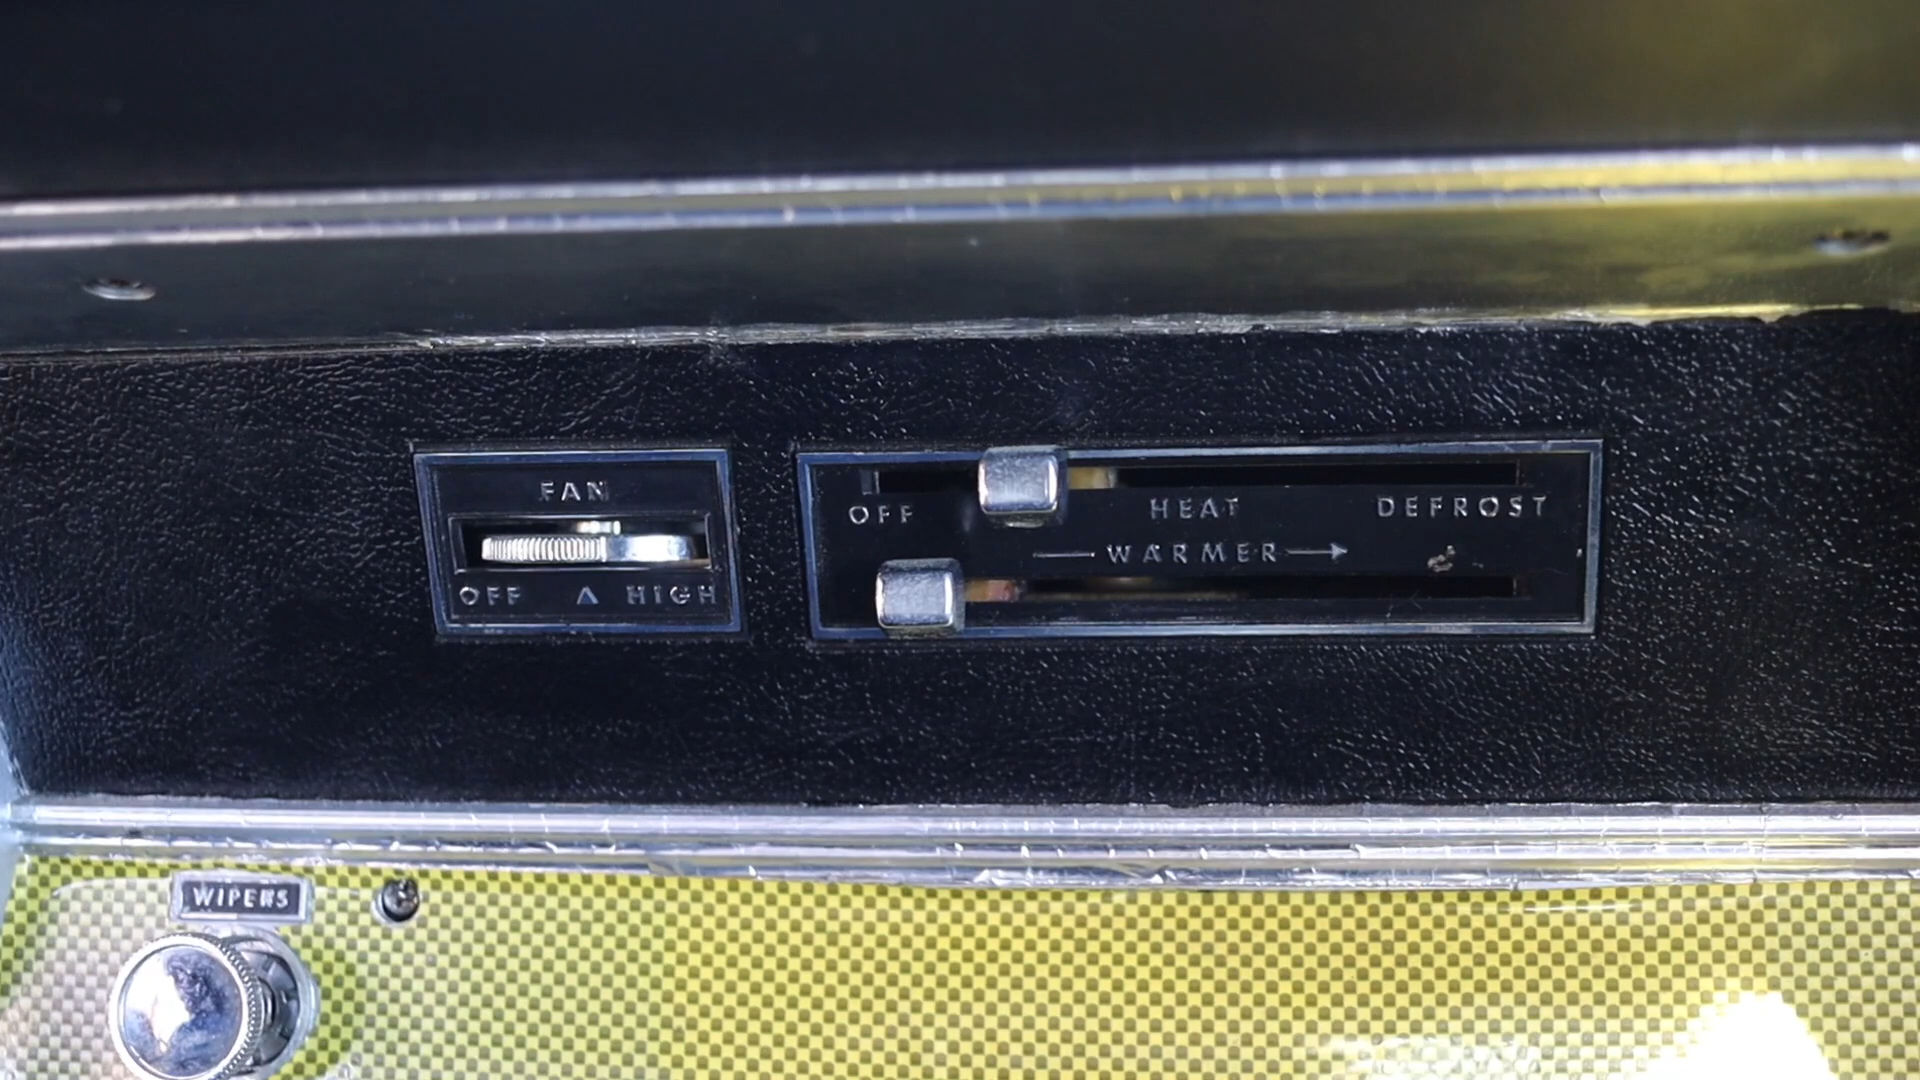 FAN
OFF HIGH
OFF HEAT DEFROST
WARMER
WIPERS